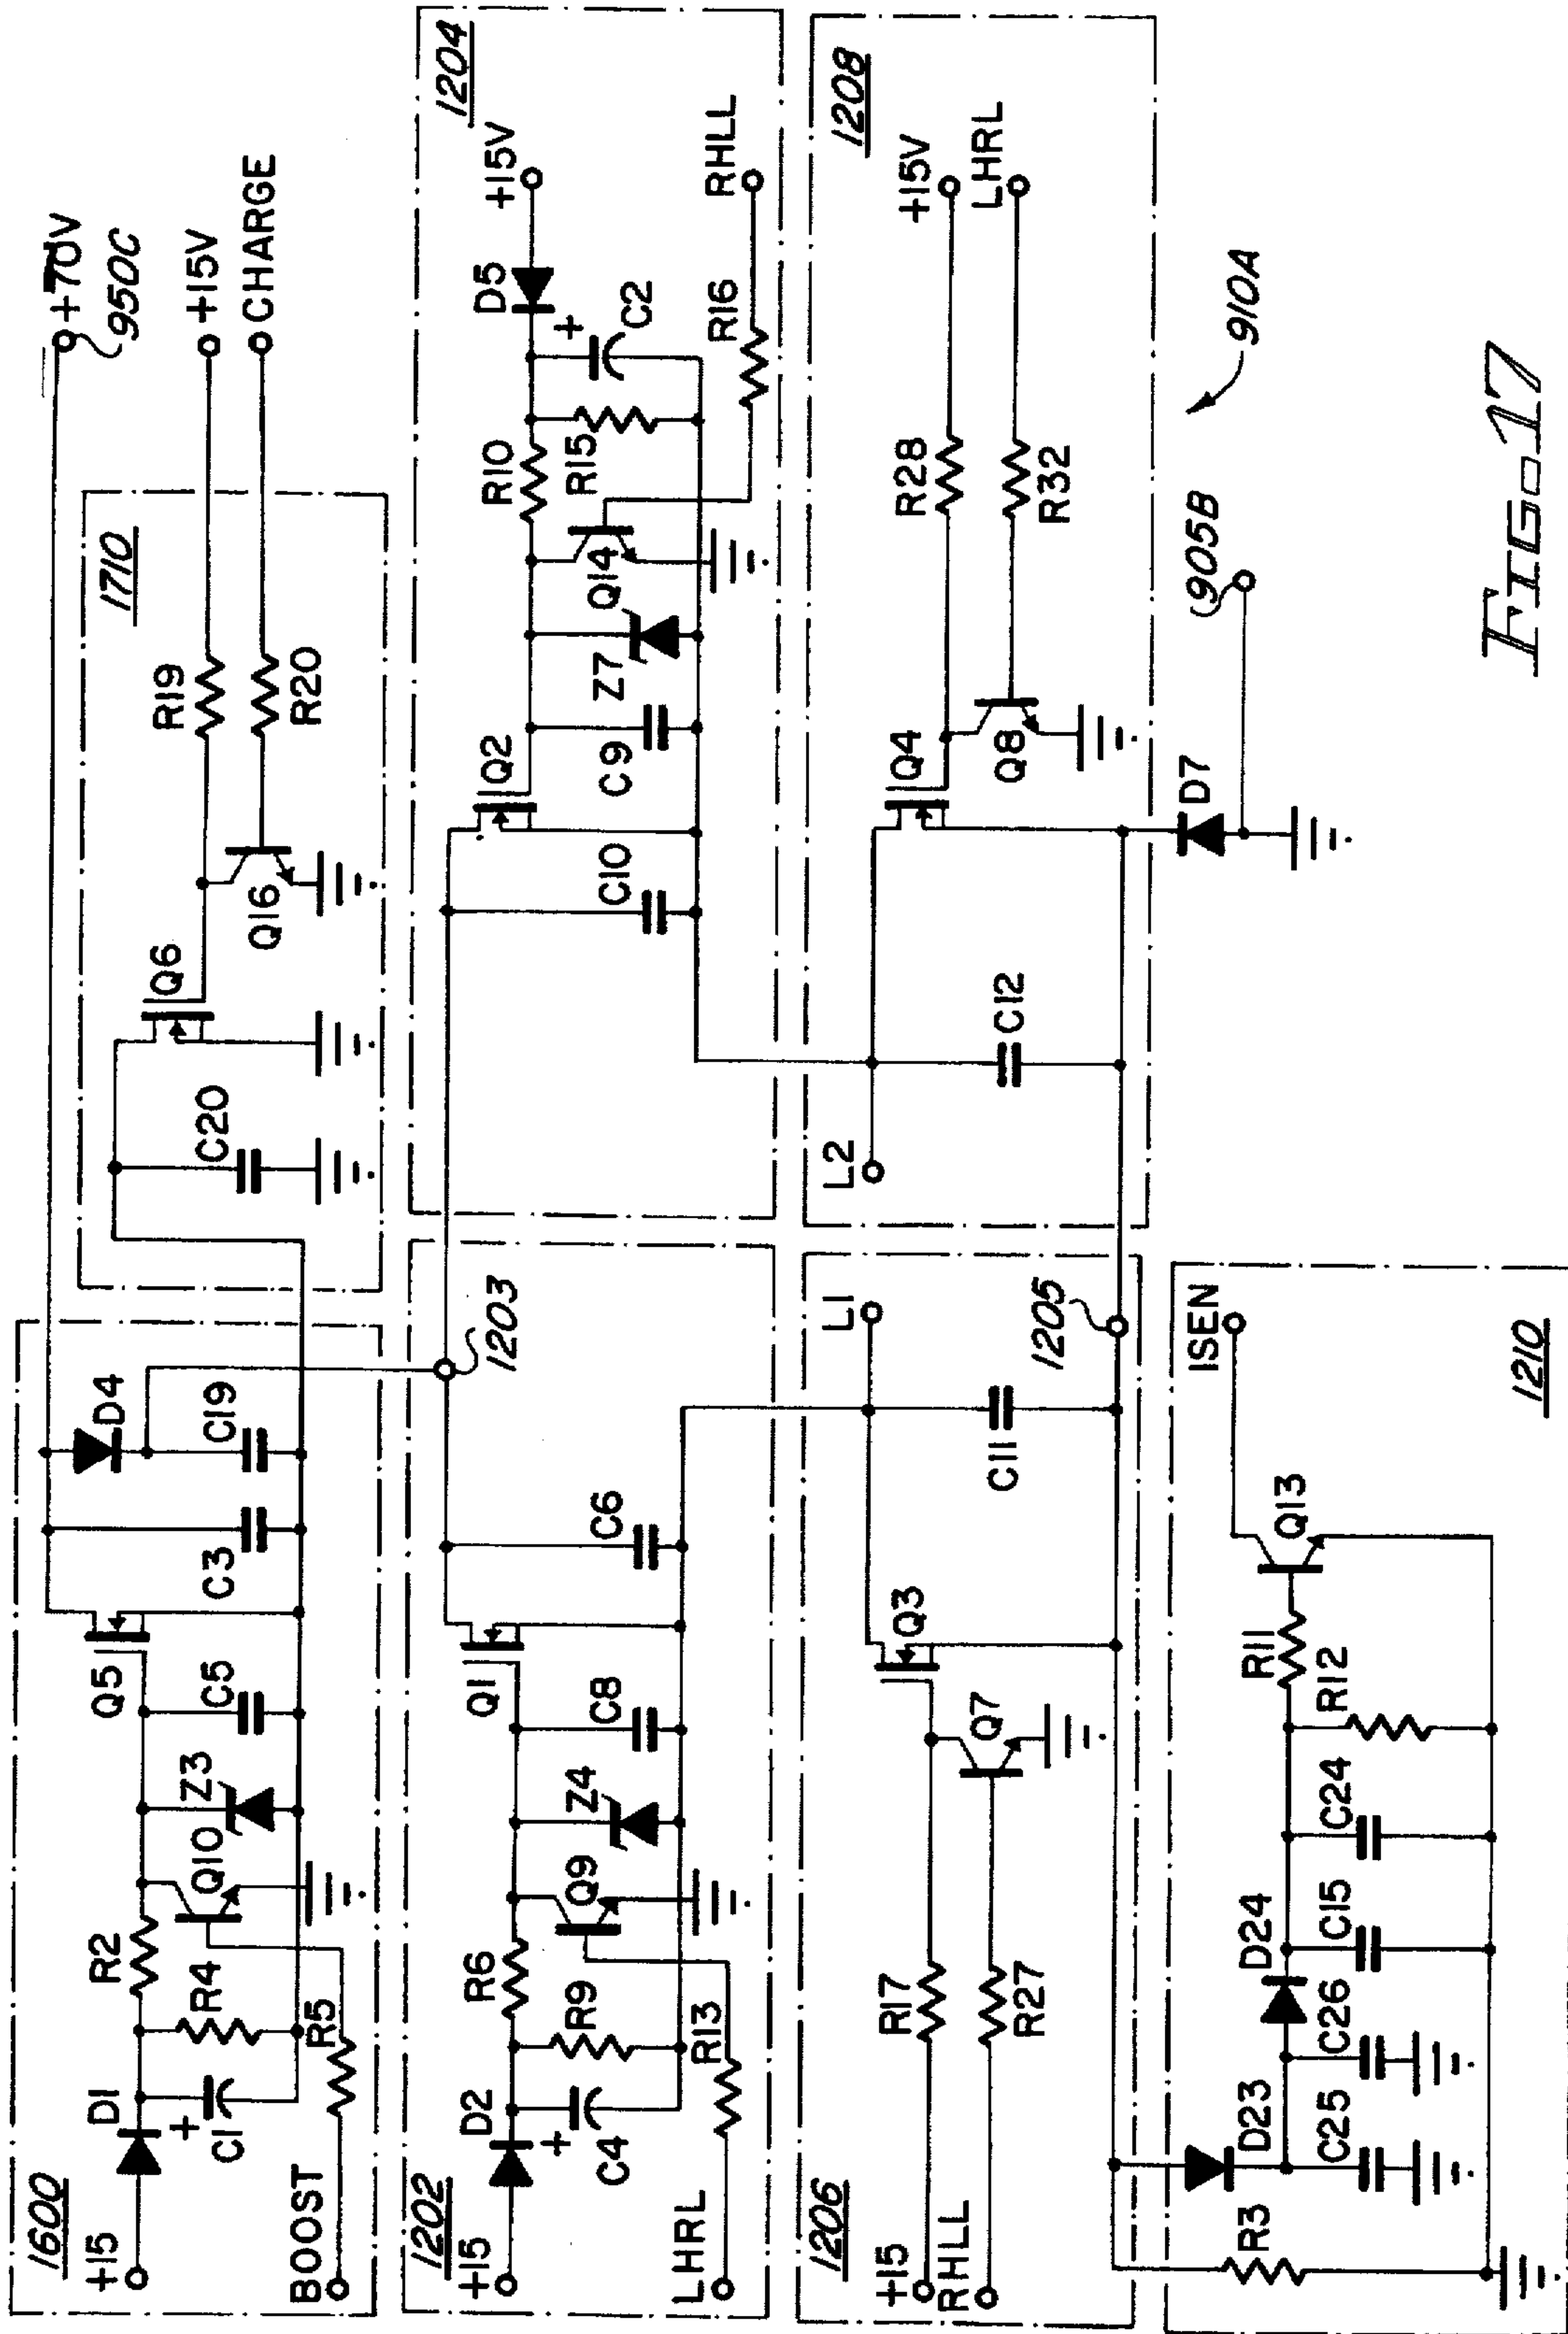 1600
+15
D1
+
C1
R2
R4
R5
BOOST
Q10
Z3
C5
Q5
C3
C19
D4
+70V
950C
1710
C20
Q6
Q16
R19
R20
+15V
CHARGE
1202
+15
D2
+
C4
R6
R9
R13
LHRL
Q9
Z4
C8
Q1
C6
1203
1204
C10
Q2
C9
Z7
Q14
R10
R15
D5
+
C2
+15V
R16
RHLL
1206
+15
RHLL
R17
R27
Q7
Q3
C11
L1
1205
1208
L2
C12
Q4
Q8
R28
R32
+15V
LHRL
D7
905B
910A
1210
R3
D23
C25
C26
D24
C15
C24
R11
R12
Q13
ISEN
FIG-17